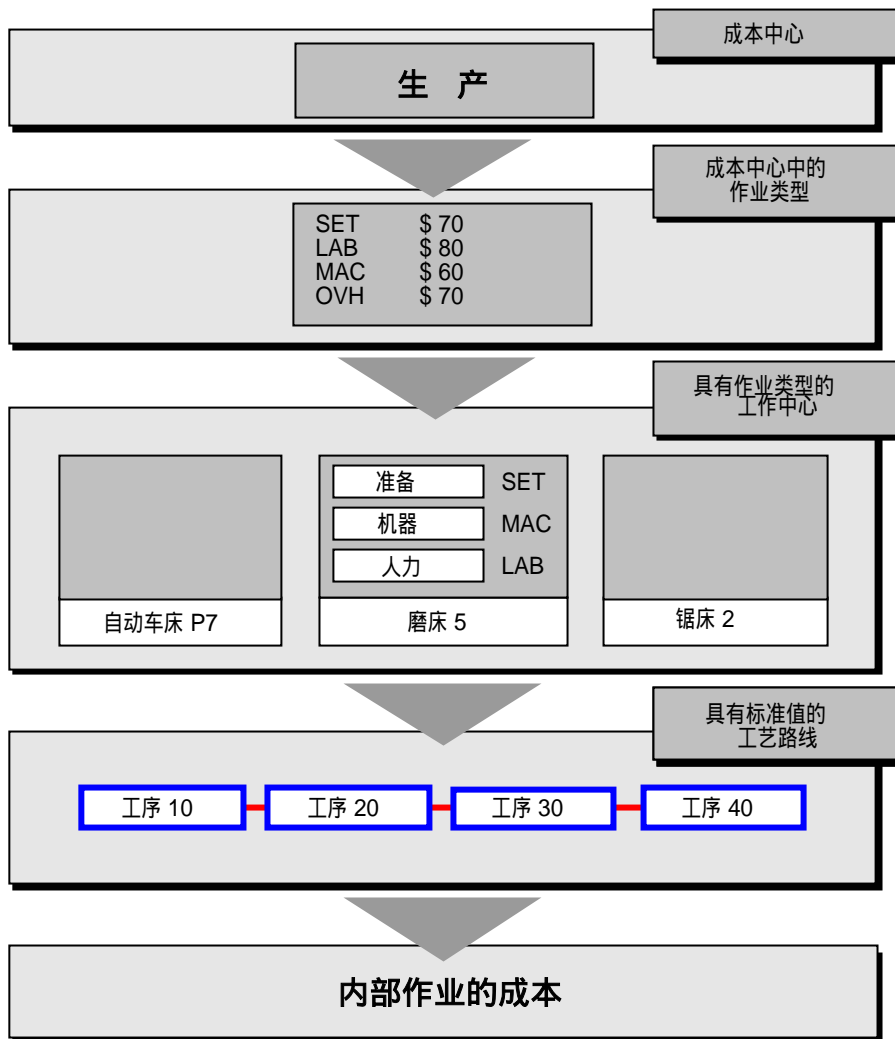 成本中心
生 产
成本中心中的
作业类型
SET $ 70
LAB $ 80
MAC $ 60
OVH $ 70
具有作业类型的
工作中心
准备 SET
机器 MAC
人力 LAB
自动车床 P7
磨床 5
锯床 2
具有标准值的
工艺路线
工序 10
工序 20
工序 30
工序 40
内部作业的成本